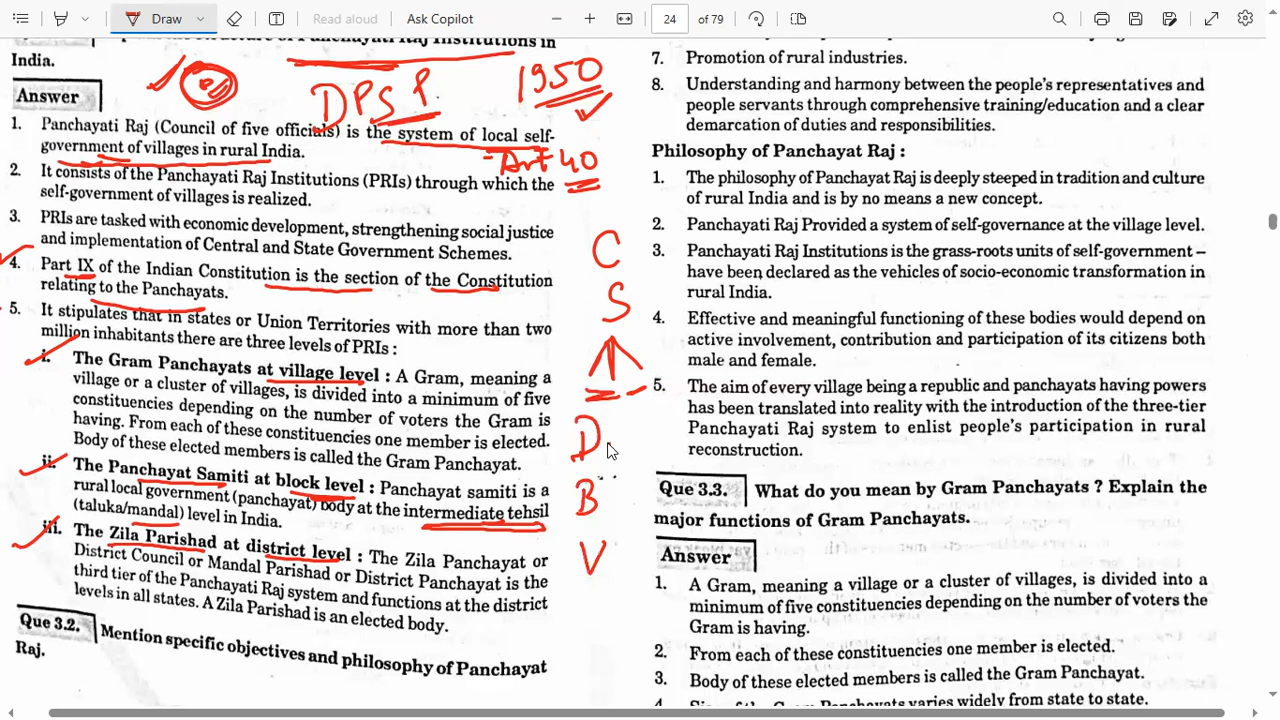 Draw
Read aloud
Ask Copilot
24
of 79
India.
Answer
1. Panchayati Raj (Council of five officials) is the system of local self-
government of villages in rural India.
2. It consists of the Panchayati Raj Institutions (PRIs) through which the
self-government of villages is realized.
3. PRIs are tasked with economic development, strengthening social justice
and implementation of Central and State Government Schemes.
4. Part IX of the Indian Constitution is the section of the Constitution
relating to the Panchayats.
5. It stipulates that in states or Union Territories with more than two
million inhabitants there are three levels of PRIs :
i. The Gram Panchayats at village level : A Gram, meaning a
village or a cluster of villages, is divided into a minimum of five
constituencies depending on the number of voters the Gram is
having. From each of these constituencies one member is elected.
Body of these elected members is called the Gram Panchayat.
ii. The Panchayat Samiti at block level : Panchayat samiti is a
rural local government (panchayat) body at the intermediate tehsil
(taluka/mandal) level in India.
iii. The Zila Parishad at district level : The Zila Panchayat or
District Council or Mandal Parishad or District Panchayat is the
third tier of the Panchayati Raj system and functions at the district
levels in all states. A Zila Parishad is an elected body.
Que 3.2. Mention specific objectives and philosophy of Panchayat
Raj.
DPSP
1950
Art 40
C
S
D
B
V
7. Promotion of rural industries.
8. Understanding and harmony between the people's representatives and
people servants through comprehensive training/education and a clear
demarcation of duties and responsibilities.
Philosophy of Panchayat Raj :
1. The philosophy of Panchayat Raj is deeply steeped in tradition and culture
of rural India and is by no means a new concept.
2. Panchayati Raj Provided a system of self-governance at the village level.
3. Panchayati Raj Institutions is the grass-roots units of self-government –
have been declared as the vehicles of socio-economic transformation in
rural India.
4. Effective and meaningful functioning of these bodies would depend on
active involvement, contribution and participation of its citizens both
male and female.
5. The aim of every village being a republic and panchayats having powers
has been translated into reality with the introduction of the three-tier
Panchayati Raj system to enlist people's participation in rural
reconstruction.
Que 3.3. What do you mean by Gram Panchayats ? Explain the
major functions of Gram Panchayats.
Answer
1. A Gram, meaning a village or a cluster of villages, is divided into a
minimum of five constituencies depending on the number of voters the
Gram is having.
2. From each of these constituencies one member is elected.
3. Body of these elected members is called the Gram Panchayat.